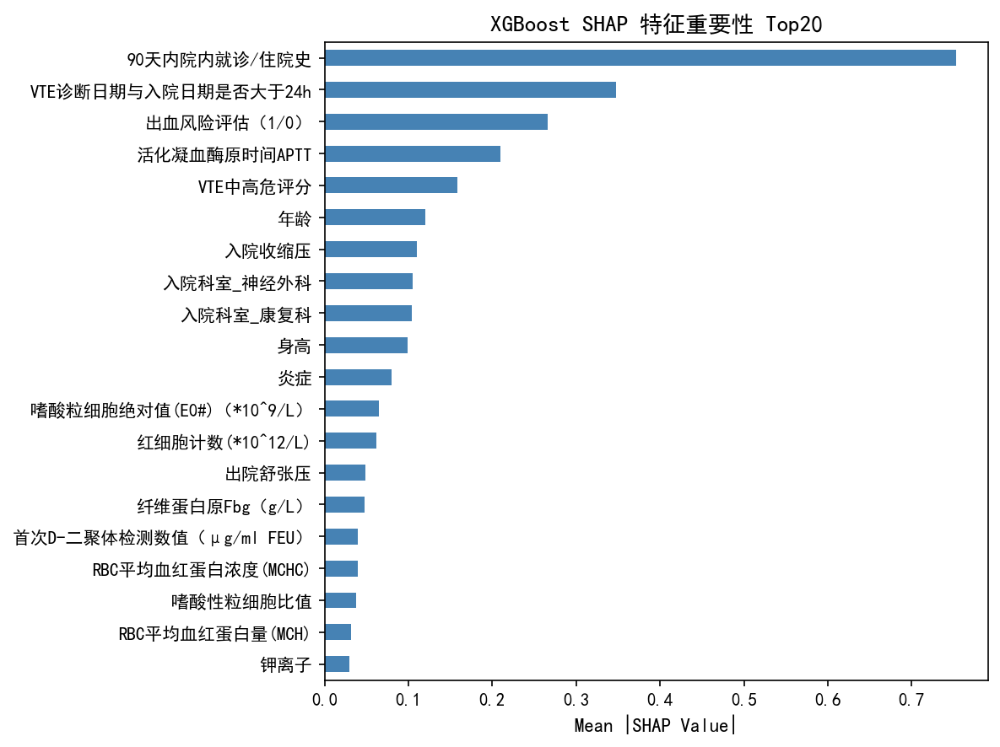 XGBoost SHAP 特征重要性 Top20
90天内院内就诊/住院史
VTE诊断日期与入院日期是否大于24h
出血风险评估（1/0）
活化凝血酶原时间APTT
VTE中高危评分
年龄
入院收缩压
入院科室_神经外科
入院科室_康复科
身高
炎症
嗜酸粒细胞绝对值(EO#)（*10^9/L）
红细胞计数(*10^12/L)
出院舒张压
纤维蛋白原Fbg（g/L）
首次D-二聚体检测数值（μg/ml FEU）
RBC平均血红蛋白浓度(MCHC)
嗜酸性粒细胞比值
RBC平均血红蛋白量(MCH)
钾离子
0.0 0.1 0.2 0.3 0.4 0.5 0.6 0.7
Mean |SHAP Value|